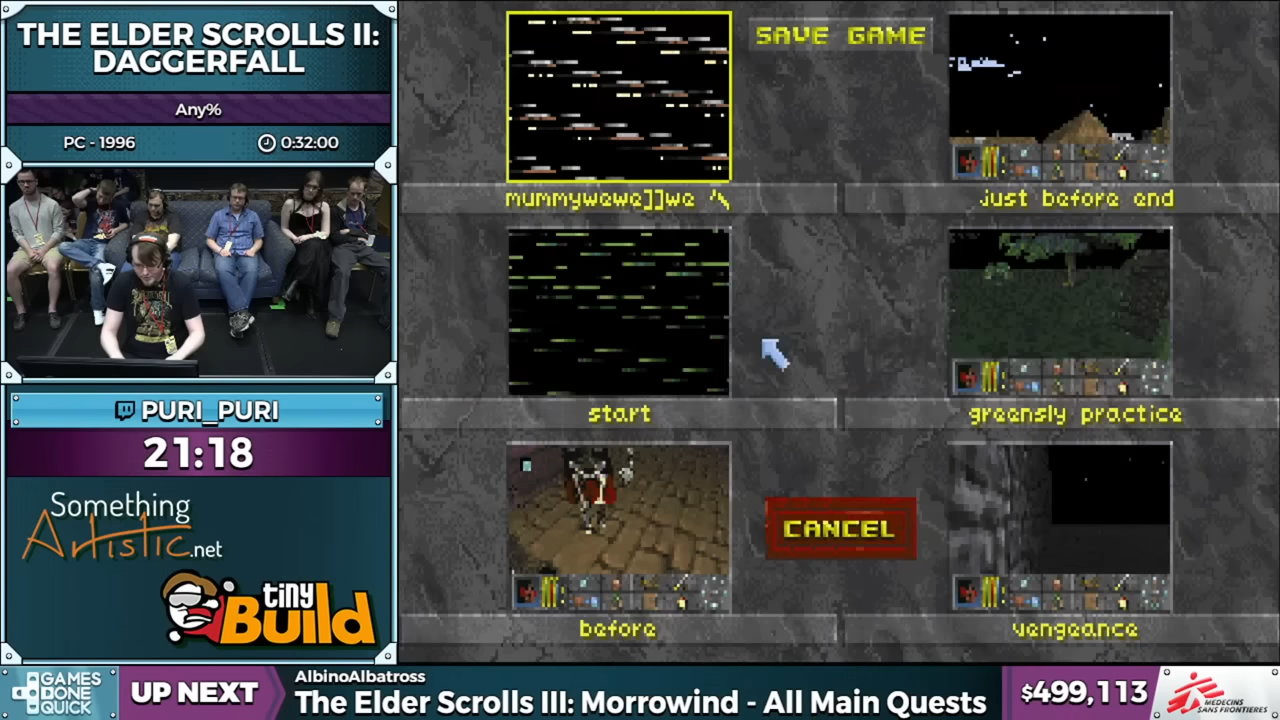 THE ELDER SCROLLS II:
DAGGERFALL
Any%
PC - 1996
0:32:00
PURI_PURI
21:18
Something
Artistic.net
tiny
Build
SAVE GAME
mummywewe]]we
just before end
start
greensly practice
before
CANCEL
vengeance
GAMES
DONE
QUICK
UP NEXT
AlbinoAlbatross
The Elder Scrolls III: Morrowind - All Main Quests
$499,113
MEDECINS
SANS FRONTIERES